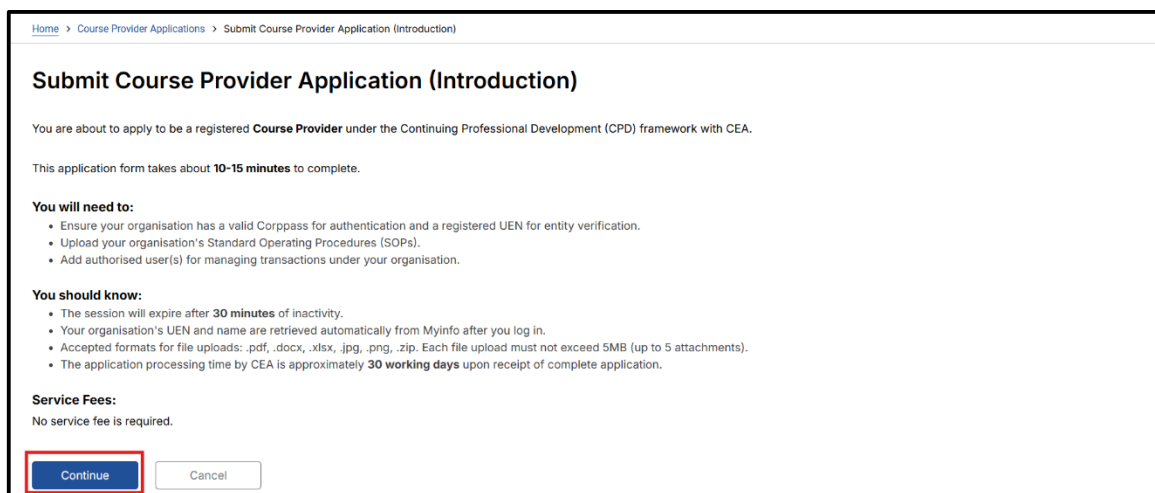 Home > Course Provider Applications > Submit Course Provider Application (Introduction)
Submit Course Provider Application (Introduction)
You are about to apply to be a registered Course Provider under the Continuing Professional Development (CPD) framework with CEA.
This application form takes about 10-15 minutes to complete.
You will need to:
• Ensure your organisation has a valid Corppass for authentication and a registered UEN for entity verification.
• Upload your organisation's Standard Operating Procedures (SOPs).
• Add authorised user(s) for managing transactions under your organisation.
You should know:
• The session will expire after 30 minutes of inactivity.
• Your organisation's UEN and name are retrieved automatically from Myinfo after you log in.
• Accepted formats for file uploads: .pdf, .docx, .xlsx, .jpg, .png, .zip. Each file upload must not exceed 5MB (up to 5 attachments).
• The application processing time by CEA is approximately 30 working days upon receipt of complete application.
Service Fees:
No service fee is required.
Continue Cancel